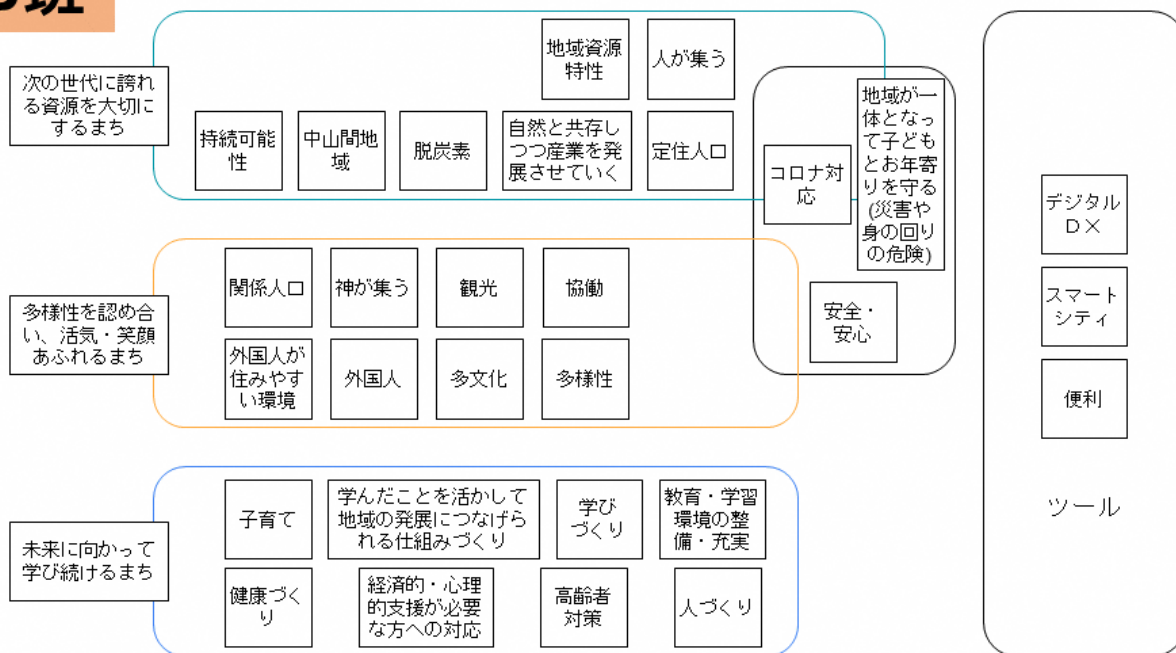 班
次の世代に誇れ
る資源を大切に
するまち
地域資源
特性
人が集う
持続可能
性
中山間地
域
脱炭素
自然と共存し
つつ産業を発
展させていく
定住人口
コロナ対
応
地域が一
体となっ
て子ども
とお年寄
りを守る
(災害や
身の回り
の危険)
安全・
安心
多様性を認め合
い、活気・笑顔
あふれるまち
関係人口
神が集う
観光
協働
外国人が
住みやす
い環境
外国人
多文化
多様性
未来に向かって
学び続けるまち
子育て
学んだことを活かして
地域の発展につなげら
れる仕組みづくり
学び
づくり
教育・学習
環境の整
備・充実
健康づく
り
経済的・心理
的支援が必要
な方への対応
高齢者
対策
人づくり
デジタル
DX
スマート
シティ
便利
ツール